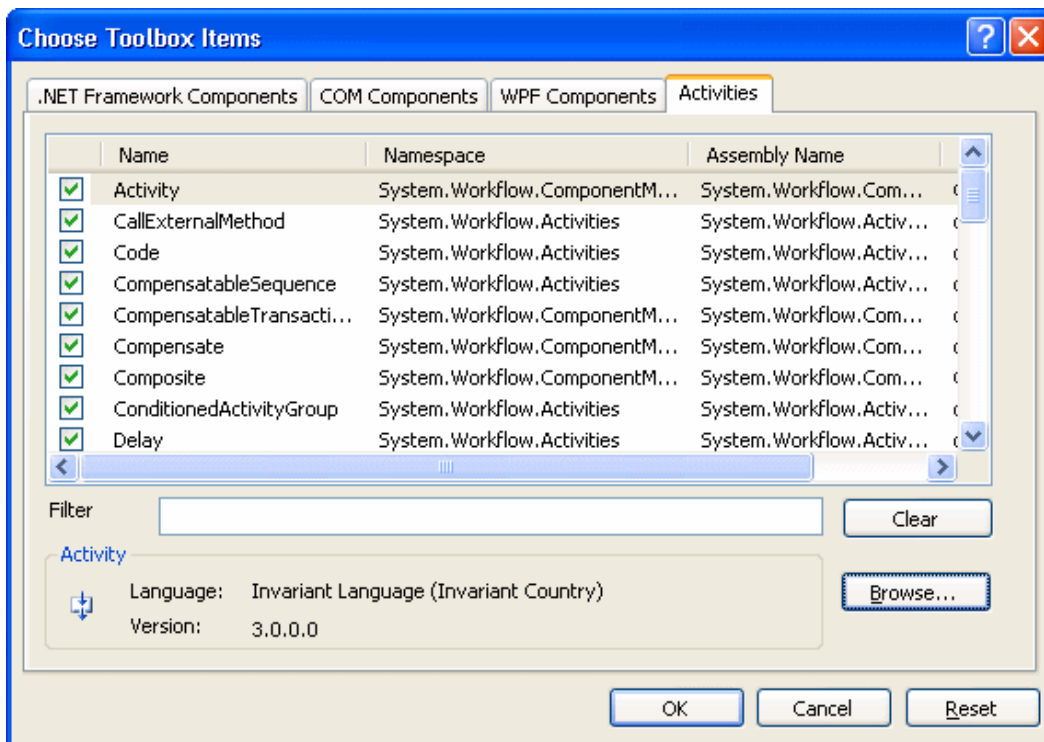 Choose Toolbox Items
.NET Framework Components COM Components WPF Components Activities
Name Namespace Assembly Name
Activity System.Workflow.ComponentM... System.Workflow.Com...
CallExternalMethod System.Workflow.Activities System.Workflow.Activ...
Code System.Workflow.Activities System.Workflow.Activ...
CompensatableSequence System.Workflow.Activities System.Workflow.Activ...
CompensatableTransacti... System.Workflow.ComponentM... System.Workflow.Com...
Compensate System.Workflow.ComponentM... System.Workflow.Com...
Composite System.Workflow.ComponentM... System.Workflow.Com...
ConditionedActivityGroup System.Workflow.Activities System.Workflow.Activ...
Delay System.Workflow.Activities System.Workflow.Activ...
Filter Clear
Activity
Language: Invariant Language (Invariant Country) Browse...
Version: 3.0.0.0
OK Cancel Reset